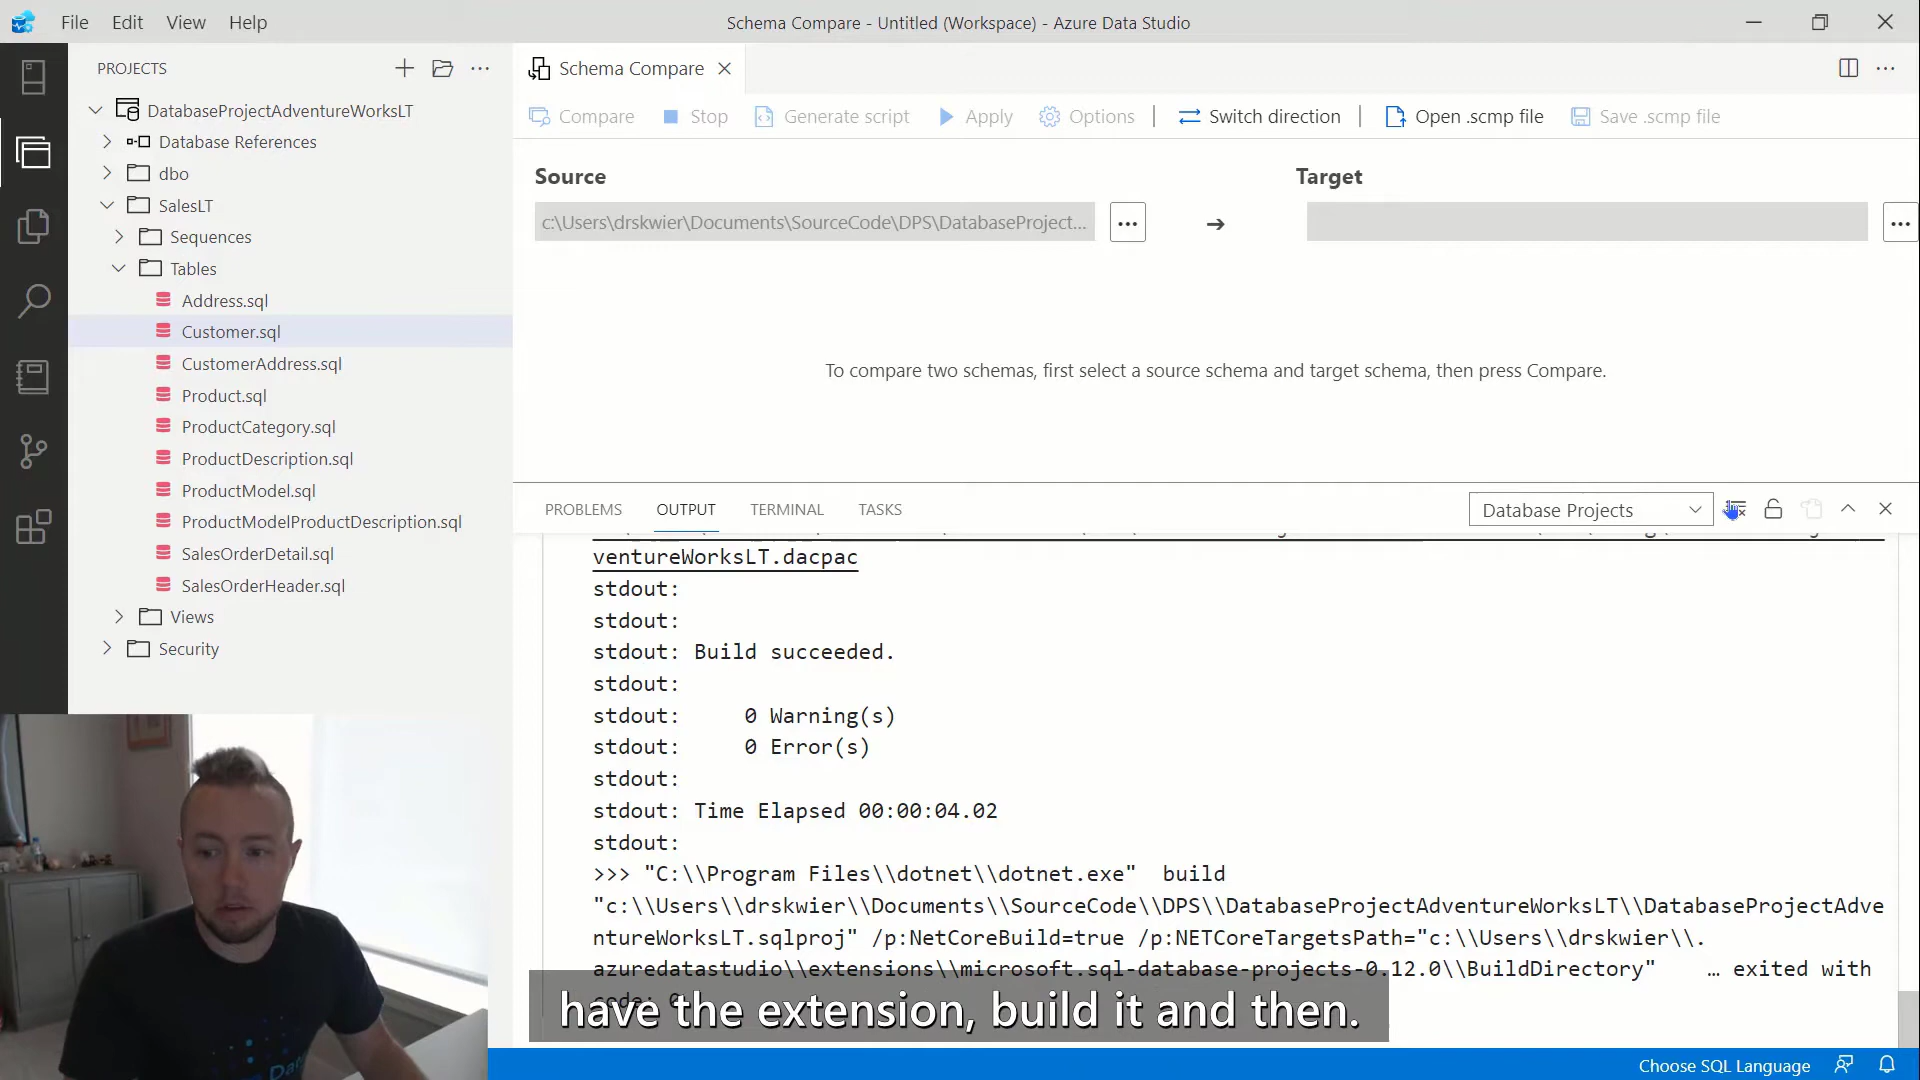 File Edit View Help
Schema Compare - Untitled (Workspace) - Azure Data Studio
PROJECTS
DatabaseProjectAdventureWorksLT
Database References
dbo
SalesLT
Sequences
Tables
Address.sql
Customer.sql
CustomerAddress.sql
Product.sql
ProductCategory.sql
ProductDescription.sql
ProductModel.sql
ProductModelProductDescription.sql
SalesOrderDetail.sql
SalesOrderHeader.sql
Views
Security
Schema Compare
Compare Stop Generate script Apply Options Switch direction Open .scmp file Save .scmp file
Source Target
c:\Users\drskwier\Documents\SourceCode\DPS\DatabaseProject...
To compare two schemas, first select a source schema and target schema, then press Compare.
PROBLEMS OUTPUT TERMINAL TASKS Database Projects
ventureWorksLT.dacpac
stdout:
stdout:
stdout: Build succeeded.
stdout:
stdout: 0 Warning(s)
stdout: 0 Error(s)
stdout:
stdout: Time Elapsed 00:00:04.02
stdout:
>>> "C:\\Program Files\\dotnet\\dotnet.exe" build
"c:\\Users\\drskwier\\Documents\\SourceCode\\DPS\\DatabaseProjectAdventureWorksLT\\DatabaseProjectAdve
ntureWorksLT.sqlproj" /p:NetCoreBuild=true /p:NETCoreTargetsPath="c:\\Users\\drskwier\\.
azuredatastudio\\extensions\\microsoft.sql-database-projects-0.12.0\\BuildDirectory" … exited with
code: 0
have the extension, build it and then.
Choose SQL Language